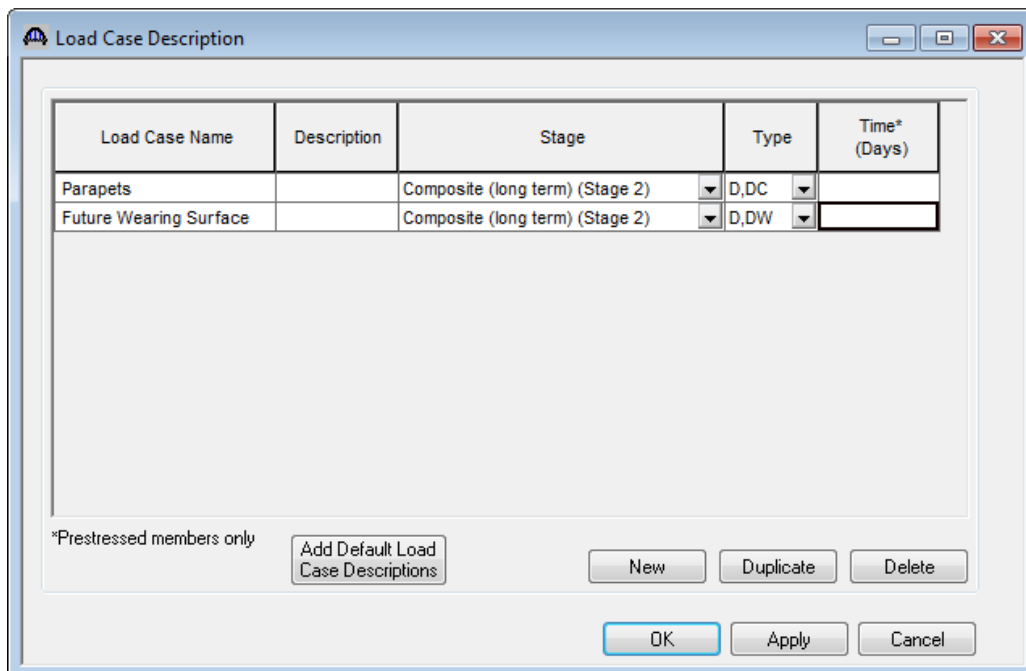 Load Case Description
Load Case Name Description Stage Type Time*
(Days)
Parapets Composite (long term) (Stage 2) D,DC
Future Wearing Surface Composite (long term) (Stage 2) D,DW
*Prestressed members only
Add Default Load
Case Descriptions
New Duplicate Delete
OK Apply Cancel